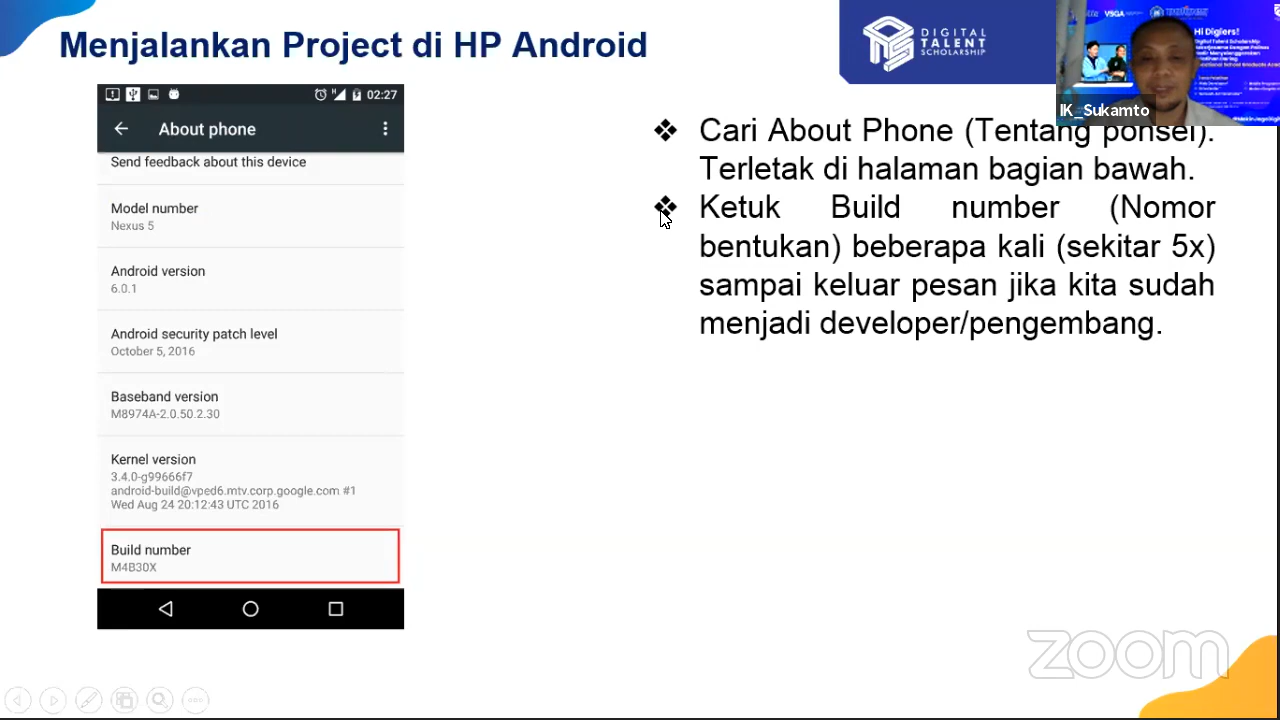 Menjalankan Project di HP Android
DIGITAL
TALENT
SCHOLARSHIP
VSGA
Hi Digiers!
IK_Sukamto
02:27
About phone
Send feedback about this device
Model number
Nexus 5
Android version
6.0.1
Android security patch level
October 5, 2016
Baseband version
M8974A-2.0.50.2.30
Kernel version
3.4.0-g99666f7
android-build@vped6.mtv.corp.google.com #1
Wed Aug 24 20:12:43 UTC 2016
Build number
M4B30X
❖ Cari About Phone (Tentang ponsel).
Terletak di halaman bagian bawah.
❖ Ketuk Build number (Nomor
bentukan) beberapa kali (sekitar 5x)
sampai keluar pesan jika kita sudah
menjadi developer/pengembang.
zoom